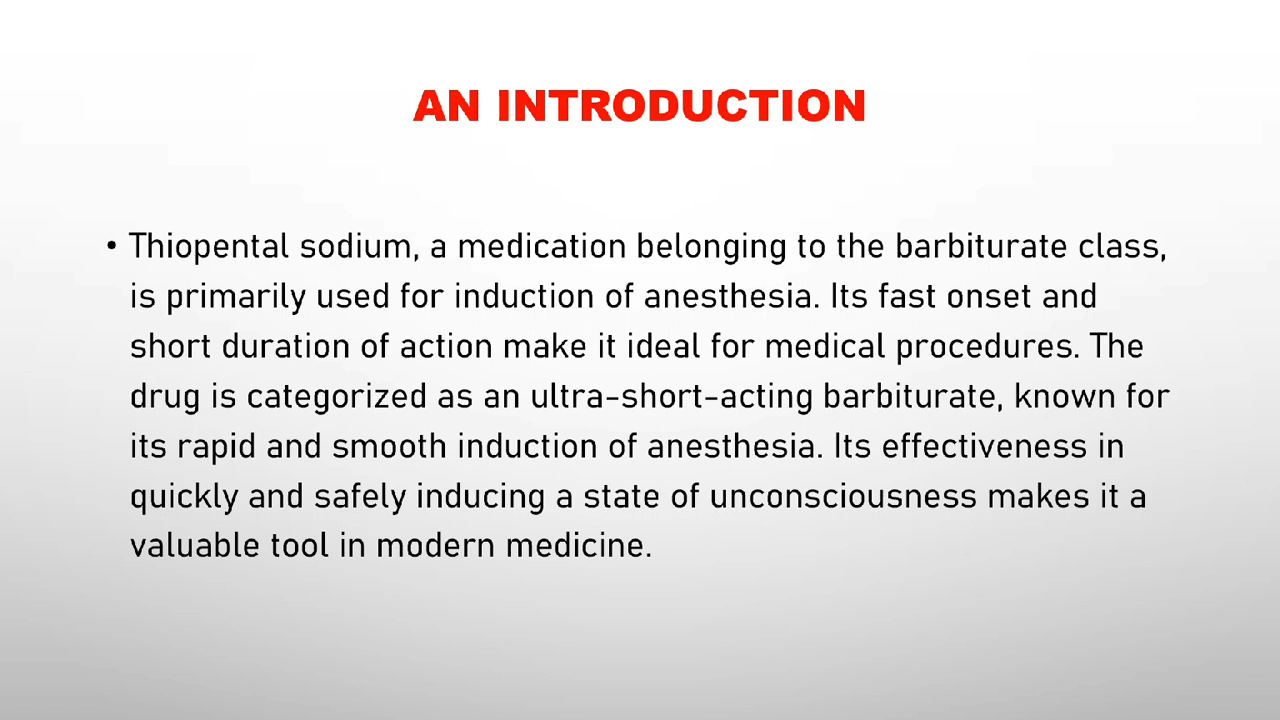 AN INTRODUCTION
• Thiopental sodium, a medication belonging to the barbiturate class,
is primarily used for induction of anesthesia. Its fast onset and
short duration of action make it ideal for medical procedures. The
drug is categorized as an ultra-short-acting barbiturate, known for
its rapid and smooth induction of anesthesia. Its effectiveness in
quickly and safely inducing a state of unconsciousness makes it a
valuable tool in modern medicine.